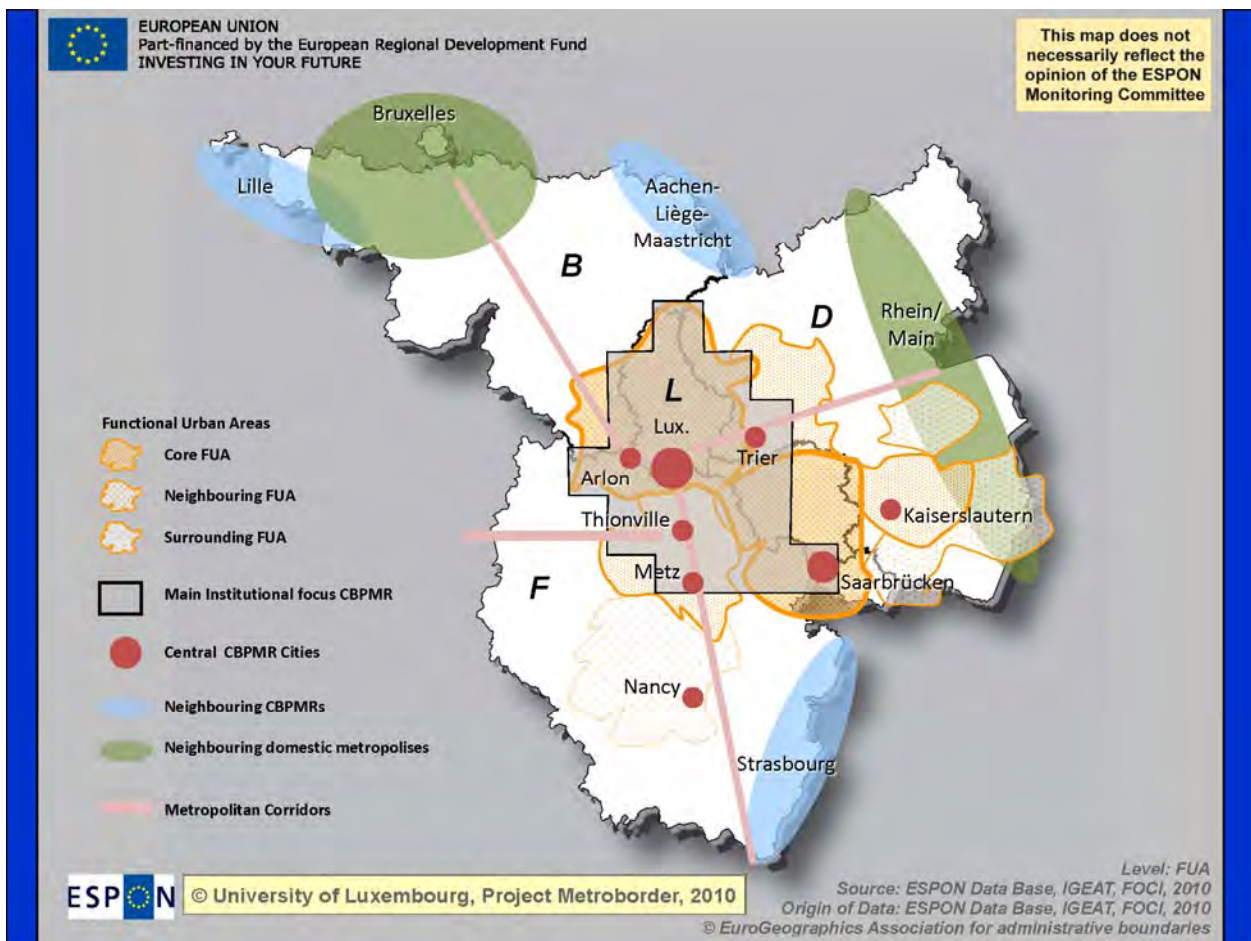 EUROPEAN UNION
Part-financed by the European Regional Development Fund
INVESTING IN YOUR FUTURE
This map does not
necessarily reflect the
opinion of the ESPON
Monitoring Committee
Bruxelles
Lille
Aachen-
Liège-
Maastricht
B
D
Rhein/
Main
L
Lux.
Trier
Arlon
Thionville
Kaiserslautern
Metz
Saarbrücken
F
Nancy
Strasbourg
Functional Urban Areas
Core FUA
Neighbouring FUA
Surrounding FUA
Main Institutional focus CBPMR
Central CBPMR Cities
Neighbouring CBPMRs
Neighbouring domestic metropolises
Metropolitan Corridors
ESPON
© University of Luxembourg, Project Metroborder, 2010
Level: FUA
Source: ESPON Data Base, IGEAT, FOCI, 2010
Origin of Data: ESPON Data Base, IGEAT, FOCI, 2010
© EuroGeographics Association for administrative boundaries